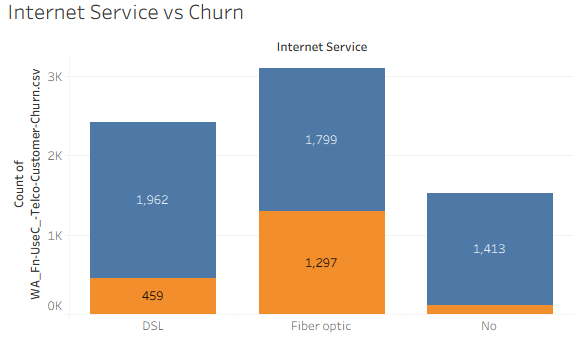 Internet Service vs Churn
Internet Service
Count of
WA_Fn-UseC_-Telco-Customer-Churn.csv
3K
2K
1K
0K
1,962
459
1,799
1,297
1,413
DSL
Fiber optic
No